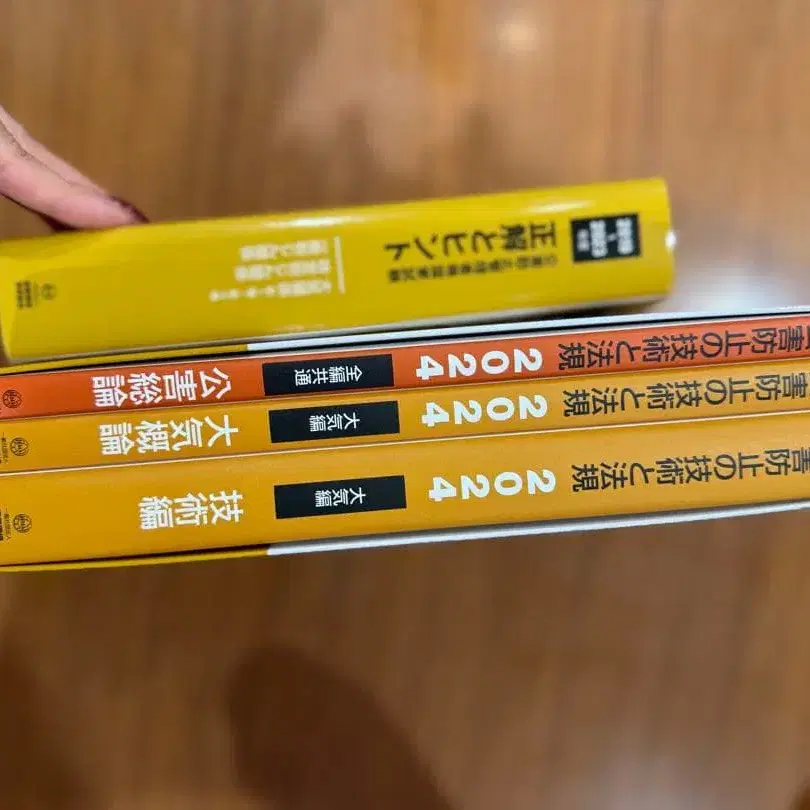 2019~2023
公害防止管理者等国家試験
正解とヒント
害防止の技術と法規
2024
全編共通
公害総論
害防止の技術と法規
2024
大気編
大気概論
害防止の技術と法規
2024
大気編
技術編